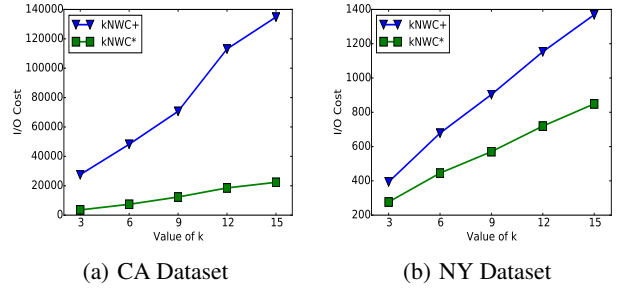 140000
120000
100000
80000
60000
40000
20000
0
I/O Cost
kNWC+
kNWC*
3 6 9 12 15
Value of k
(a) CA Dataset
1400
1200
1000
800
600
400
200
I/O Cost
kNWC+
kNWC*
3 6 9 12 15
Value of k
(b) NY Dataset